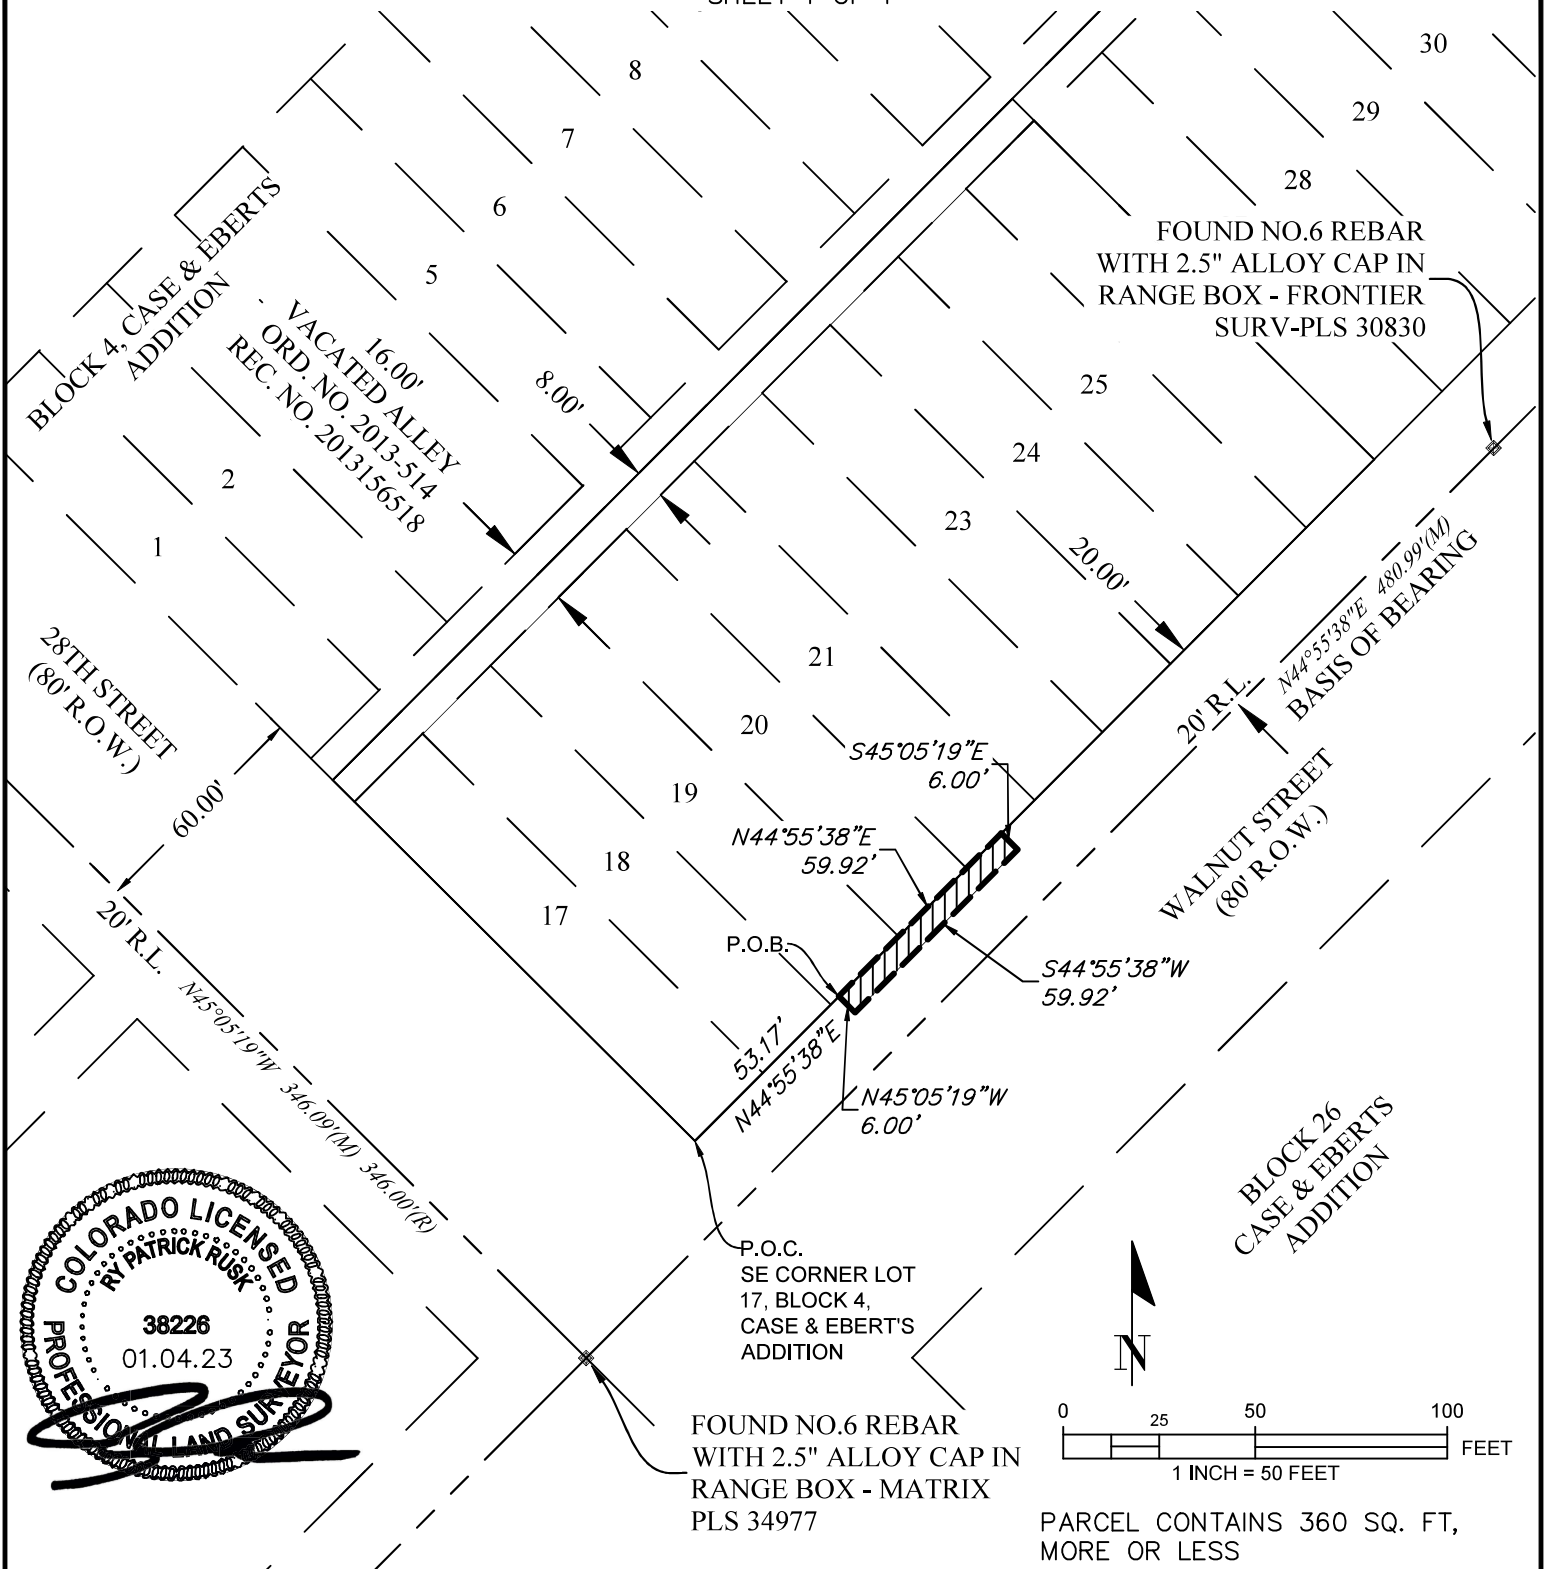 30
8
29
7
28
6
FOUND NO.6 REBAR
WITH 2.5" ALLOY CAP IN
RANGE BOX - FRONTIER
SURV-PLS 30830
5
BLOCK 4, CASE & EBERTS
ADDITION
16.00'
VACATED ALLEY
ORD. NO. 2013-514
REC. NO. 2013156518
8.00'
25
24
2
23
1
20.00'
N44°55'38"E 480.99'(M)
BASIS OF BEARING
20' R.L.
28TH STREET
(80' R.O.W.)
21
20
S45°05'19"E
6.00'
19
60.00'
N44°55'38"E
59.92'
WALNUT STREET
(80' R.O.W.)
18
17
20' R.L.
P.O.B.
S44°55'38"W
59.92'
N45°05'19"W 346.09'(M) 346.00'(R)
53.17'
N44°55'38"E
N45°05'19"W
6.00'
BLOCK 26
CASE & EBERTS
ADDITION
COLORADO LICENSED
RY PATRICK RUSK
38226
01.04.23
PROFESSIONAL LAND SURVEYOR
P.O.C.
SE CORNER LOT
17, BLOCK 4,
CASE & EBERT'S
ADDITION
N
FOUND NO.6 REBAR
WITH 2.5" ALLOY CAP IN
RANGE BOX - MATRIX
PLS 34977
0 25 50 100
FEET
1 INCH = 50 FEET
PARCEL CONTAINS 360 SQ. FT,
MORE OR LESS